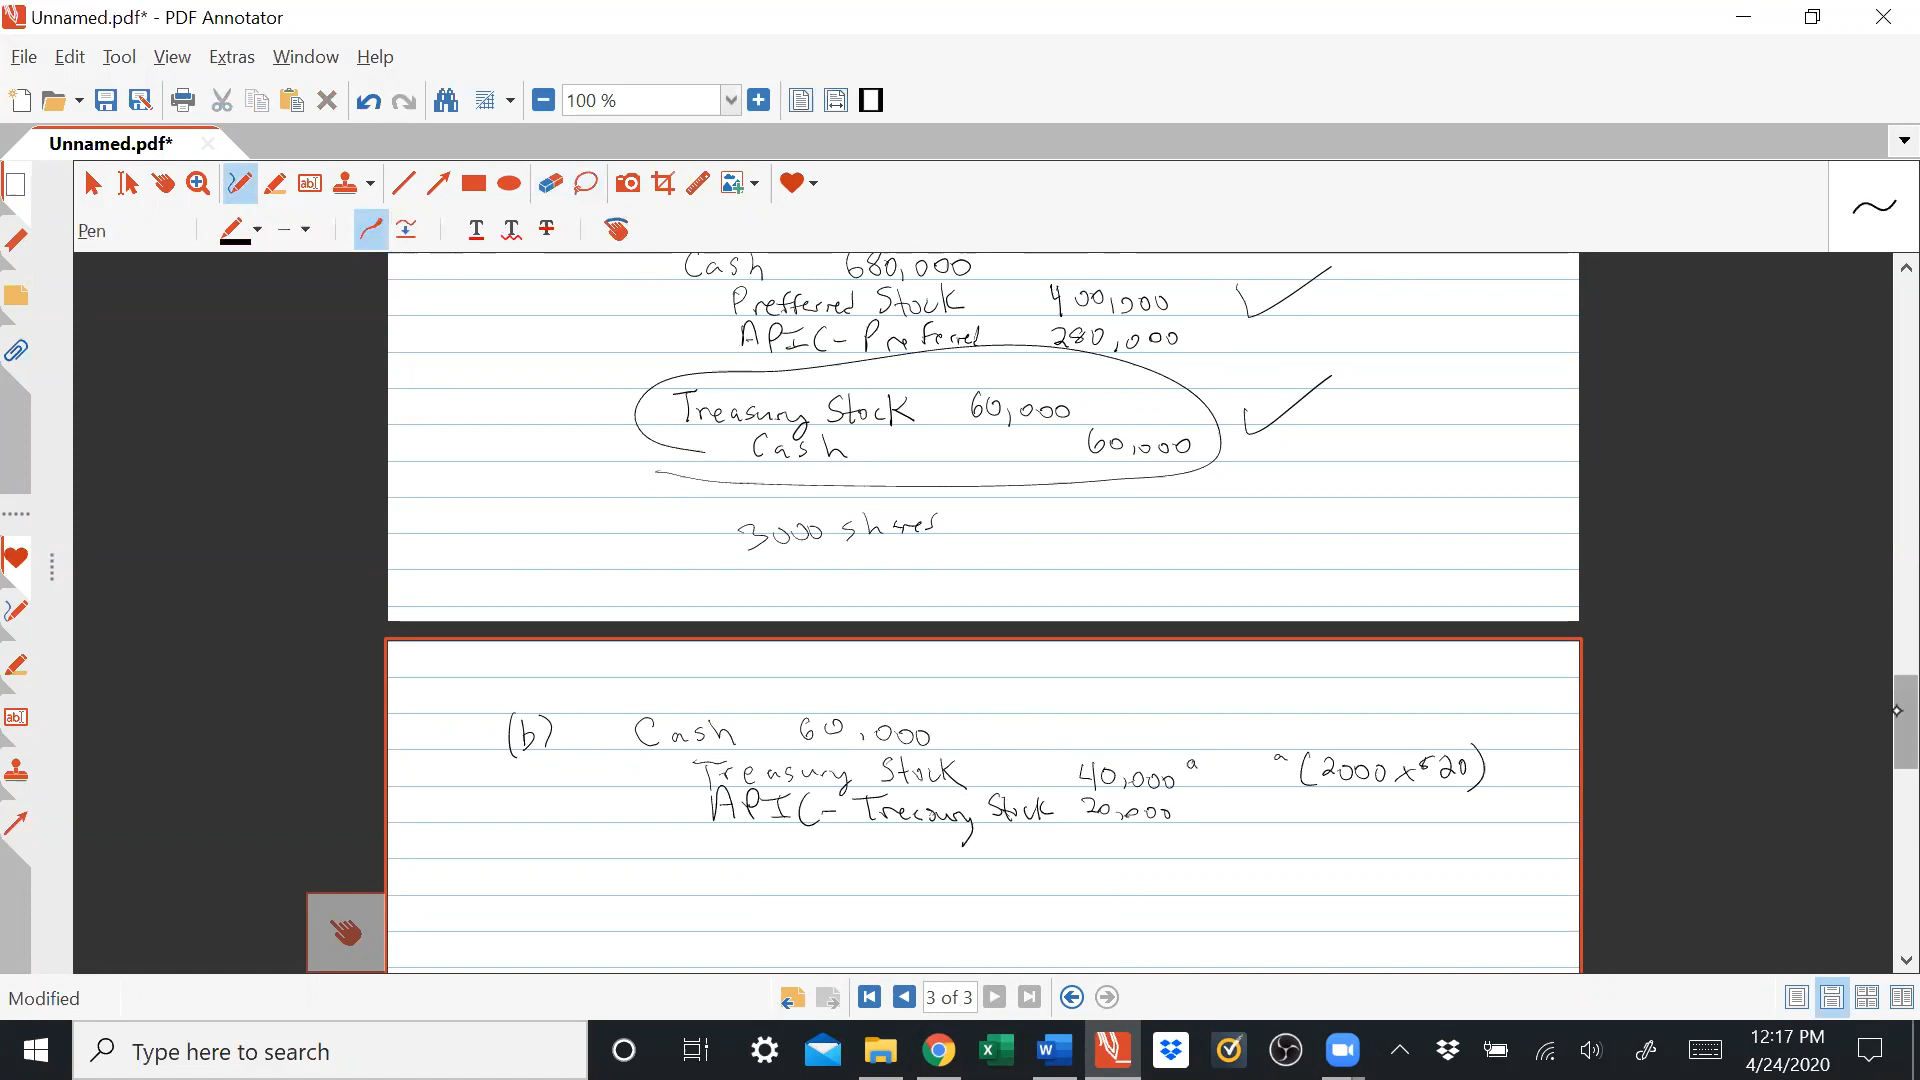 Unnamed.pdf* - PDF Annotator
File Edit Tool View Extras Window Help
100 %
Unnamed.pdf*
Pen
Cash 680,000
Prefferred Stock 400,000
APIC - Preferred 280,000
Treasury Stock 60,000
Cash 60,000
3000 shares
(b) Cash 60,000
Treasury Stock 40,000 a a (2000 x $20)
APIC - Treasury Stock 20,000
Modified
3 of 3
Type here to search
12:17 PM
4/24/2020